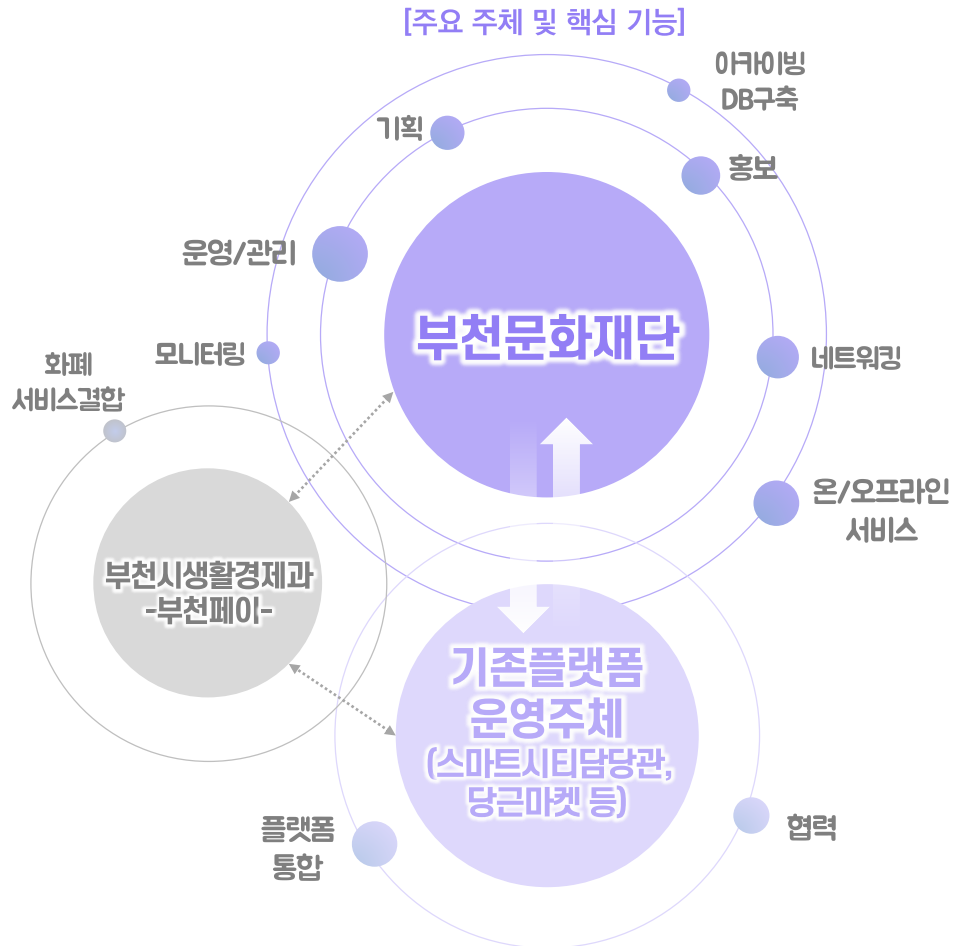 [주요 주체 및 핵심 기능]
아카이빙
DB구축
기획
홍보
운영/관리
부천문화재단
모니터링
네트워킹
화폐
서비스결합
온/오프라인
서비스
부천시생활경제과
-부천페이-
기존플랫폼
운영주체
(스마트시티담당관,
당근마켓 등)
플랫폼
통합
협력